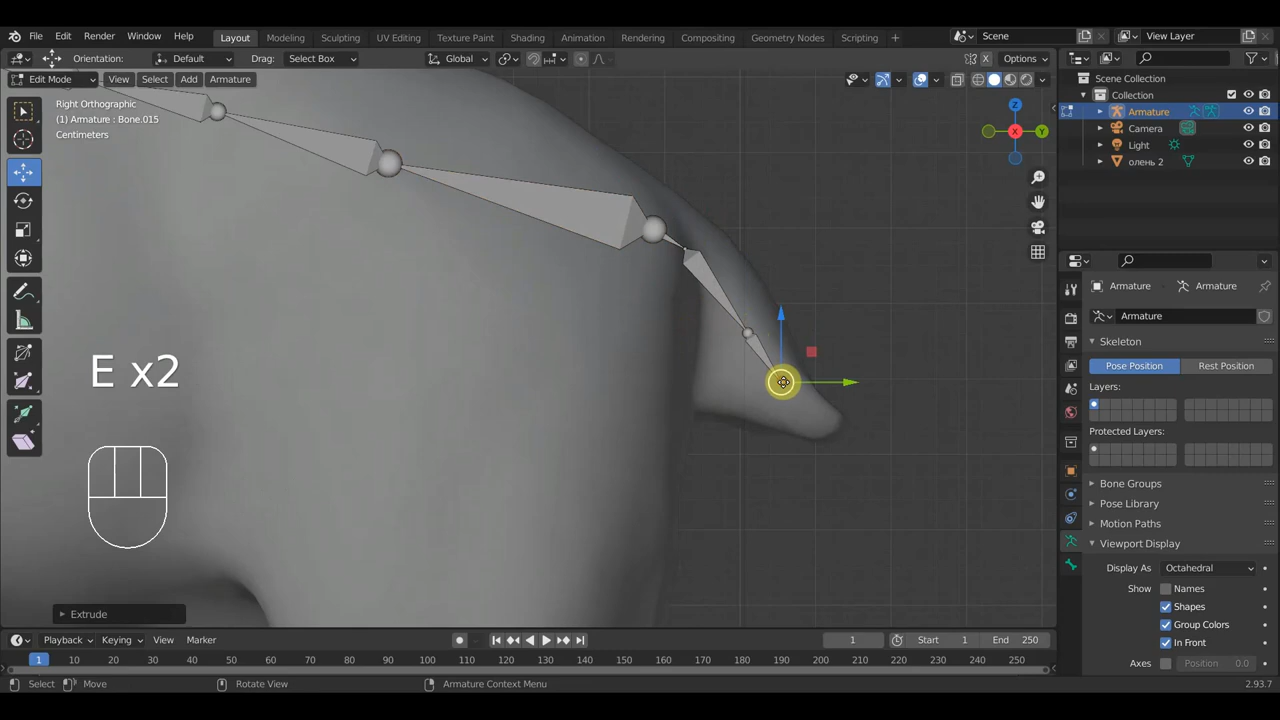 File Edit Render Window Help Layout Modeling Sculpting UV Editing Texture Paint Shading Animation Rendering Compositing Geometry Nodes Scripting + Scene View Layer
Orientation: Default Drag: Select Box Global Options
Edit Mode View Select Add Armature
Right Orthographic
(1) Armature : Bone.015
Centimeters
X
Y
Z
Scene Collection
Collection
Armature
Camera
Light
олень 2
E x2
Armature Armature
Armature
Skeleton
Pose Position Rest Position
Layers:
Protected Layers:
Bone Groups
Pose Library
Motion Paths
Viewport Display
Display As Octahedral
Show Names
Shapes
Group Colors
In Front
Axes Position 0.0
Extrude
Playback Keying View Marker 1 Start 1 End 250
1 10 20 30 40 50 60 70 80 90 100 110 120 130 140 150 160 170 180 190 200 210 220 230 240 250
Select Move Rotate View Armature Context Menu 2.93.7